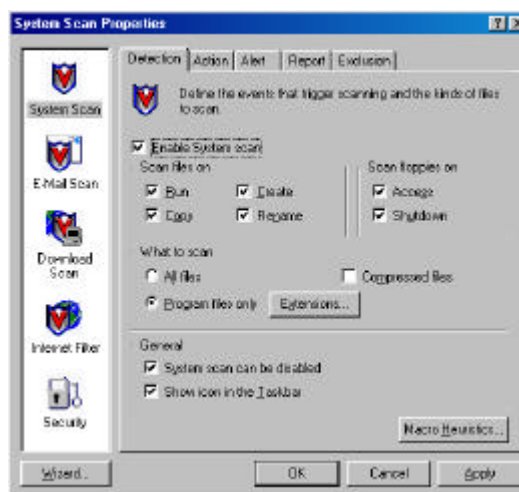 System Scan Properties
System Scan
E-Mail Scan
Download
Scan
Internet Filter
Security
Wizard...
Detection Action Alert Report Exclusion
Define the events that trigger scanning and the kinds of files
to scan.
Enable System scan
Scan files on
Run Create
Copy Rename
Scan floppies on
Access
Shutdown
What to scan
All files Compressed files
Program files only Extensions...
General
System scan can be disabled
Show icon in the Taskbar
Macro Heuristics...
OK Cancel Apply